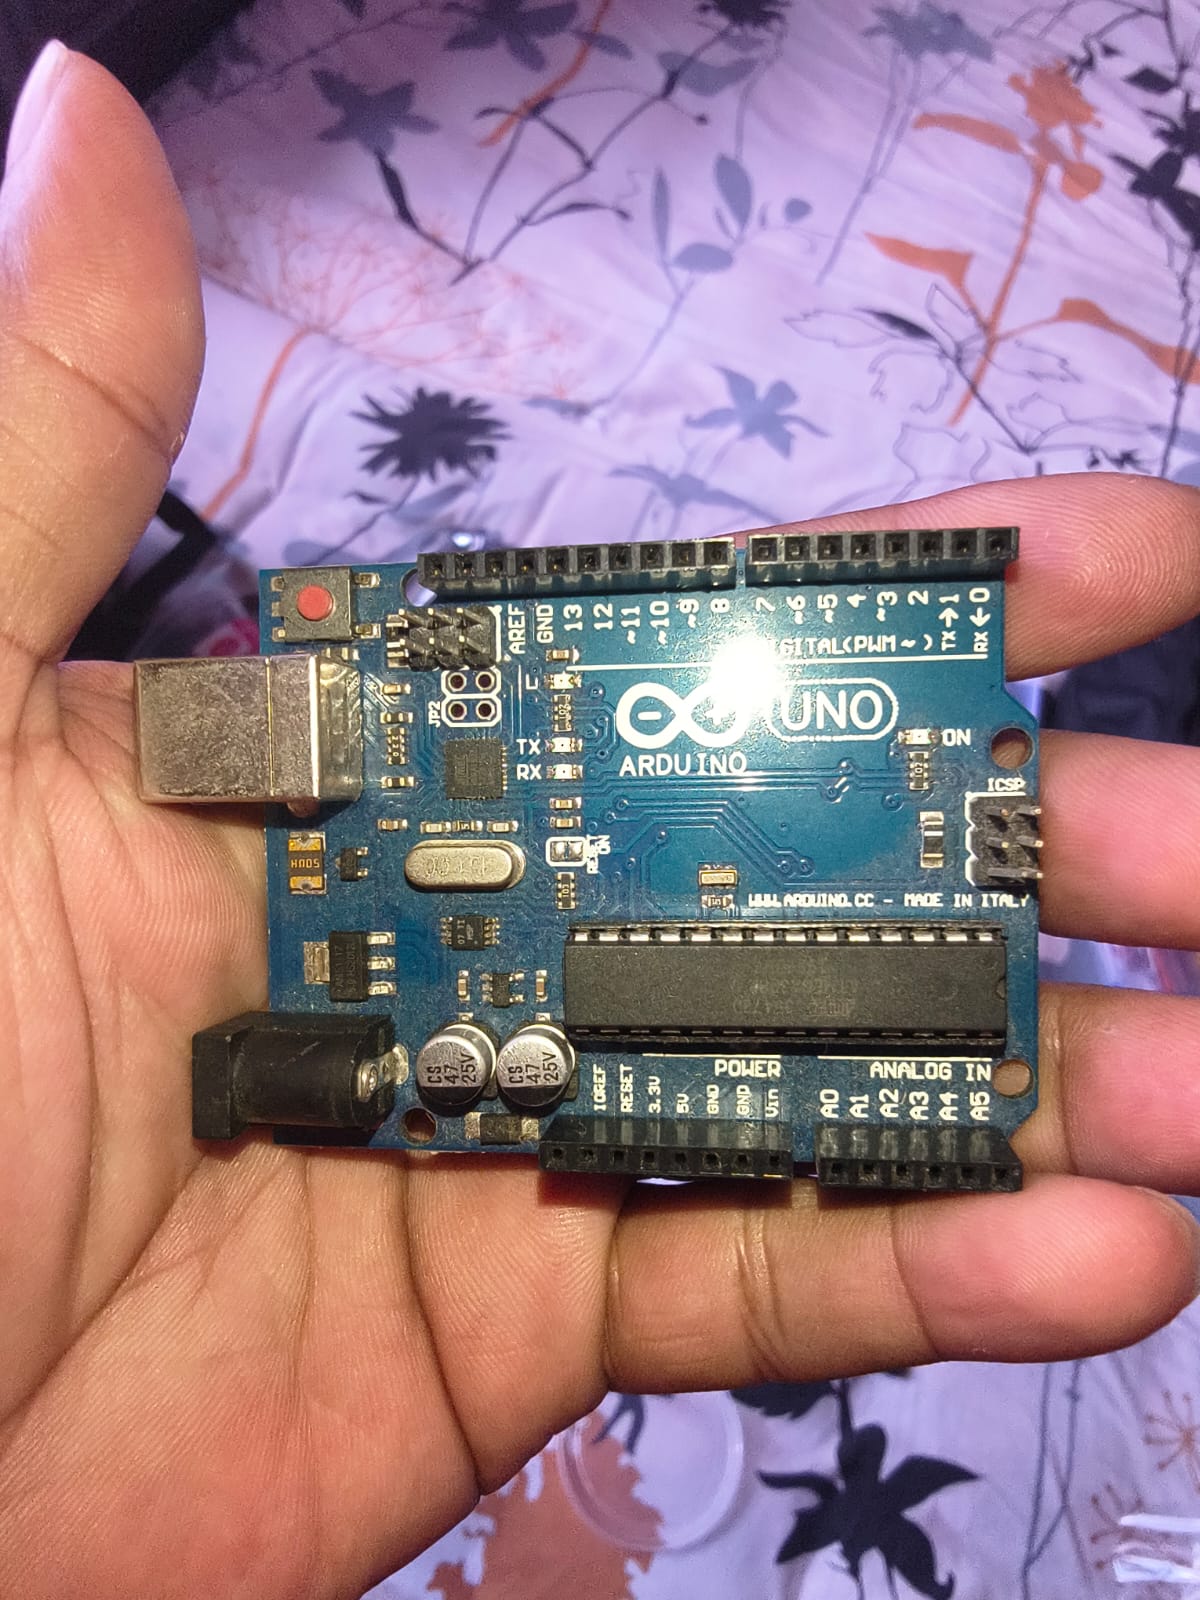 AREF
GND
13
12
~11
~10
~9
8
7
~6
~5
4
~3
2
TX→1
RX←0
DIGITAL(PWM~)
JP2
L
TX
RX
ARDUINO
UNO
ON
ICSP
RESET
WWW.ARDUINO.CC - MADE IN ITALY
CS
47
25V
CS
47
25V
POWER
ANALOG IN
IOREF
RESET
3.3V
5V
GND
GND
Vin
A0
A1
A2
A3
A4
A5